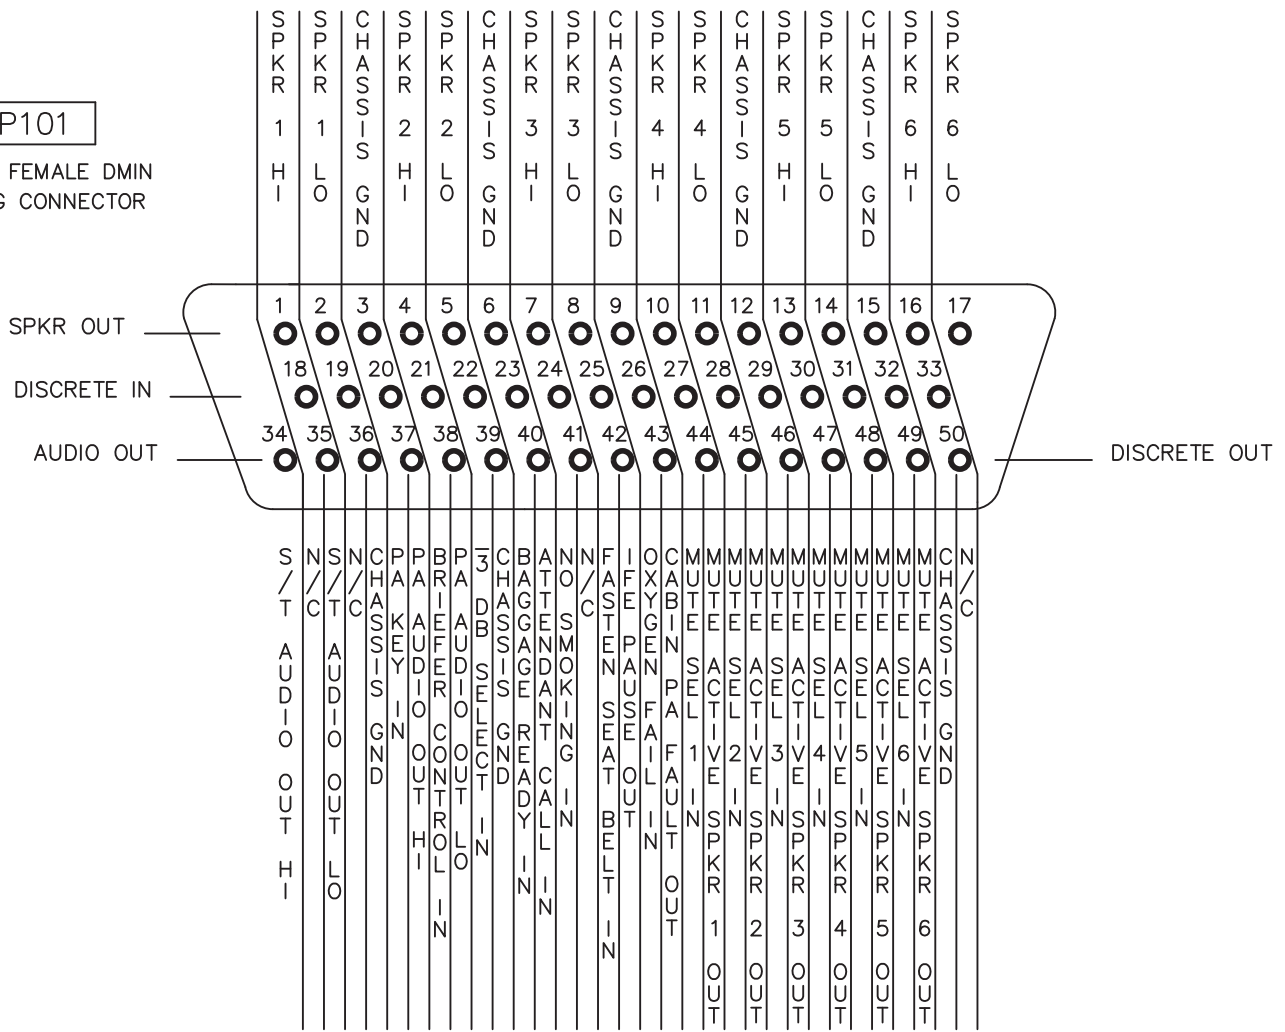 SPKR 1 HI
SPKR 1 LO
CHASSIS GND
SPKR 2 HI
SPKR 2 LO
CHASSIS GND
SPKR 3 HI
SPKR 3 LO
CHASSIS GND
SPKR 4 HI
SPKR 4 LO
CHASSIS GND
SPKR 5 HI
SPKR 5 LO
CHASSIS GND
SPKR 6 HI
SPKR 6 LO
P101
FEMALE DMIN
G CONNECTOR
1 2 3 4 5 6 7 8 9 10 11 12 13 14 15 16 17
SPKR OUT
18 19 20 21 22 23 24 25 26 27 28 29 30 31 32 33
DISCRETE IN
34 35 36 37 38 39 40 41 42 43 44 45 46 47 48 49 50
AUDIO OUT
DISCRETE OUT
S/T AUDIO OUT HI
N/C
S/T AUDIO OUT LO
N/C
CHASSIS GND
PA KEY IN
PA AUDIO OUT HI
BRIEFER CONTROL IN
PA AUDIO OUT LO
-3 DB SELECT IN
CHASSIS GND
BAGGAGE READY IN
ATTENDANT CALL IN
NO SMOKING IN
N/C
FASTEN SEAT BELT IN
IFE PAUSE OUT
OXYGEN FAIL IN
CABIN PA FAULT OUT
MUTE SEL 1 IN
MUTE ACTIVE SPKR 1 OUT
MUTE SEL 2 IN
MUTE ACTIVE SPKR 2 OUT
MUTE SEL 3 IN
MUTE ACTIVE SPKR 3 OUT
MUTE SEL 4 IN
MUTE ACTIVE SPKR 4 OUT
MUTE SEL 5 IN
MUTE ACTIVE SPKR 5 OUT
MUTE SEL 6 IN
MUTE ACTIVE SPKR 6 OUT
CHASSIS GND
N/C